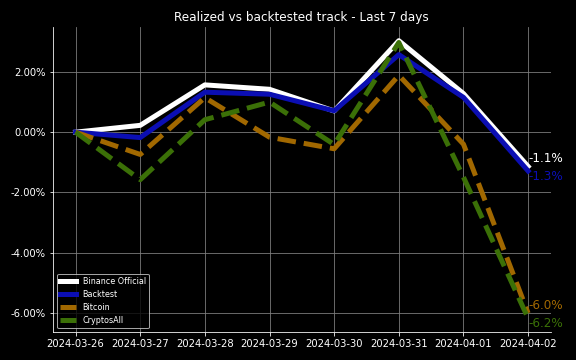 Realized vs backtested track - Last 7 days
2.00%
0.00%
-2.00%
-4.00%
-6.00%
-1.1%
-1.3%
-6.0%
-6.2%
Binance Official
Backtest
Bitcoin
CryptosAll
2024-03-26 2024-03-27 2024-03-28 2024-03-29 2024-03-30 2024-03-31 2024-04-01 2024-04-02